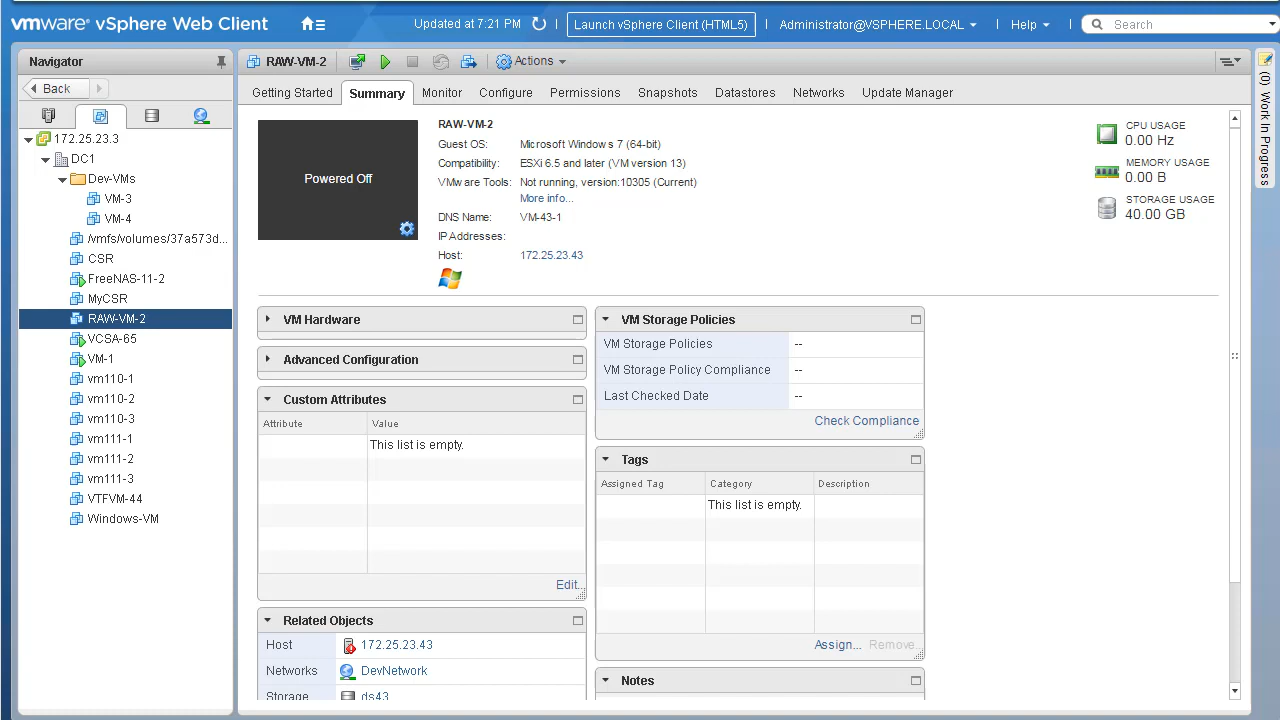 vmware® vSphere Web Client
Updated at 7:21 PM
Launch vSphere Client (HTML5)
Administrator@VSPHERE.LOCAL
Help
Search
Navigator
Back
172.25.23.3
DC1
Dev-VMs
VM-3
VM-4
/vmfs/volumes/37a573d...
CSR
FreeNAS-11-2
MyCSR
RAW-VM-2
VCSA-65
VM-1
vm110-1
vm110-2
vm110-3
vm111-1
vm111-2
vm111-3
VTFVM-44
Windows-VM
RAW-VM-2
Actions
Getting Started Summary Monitor Configure Permissions Snapshots Datastores Networks Update Manager
Powered Off
RAW-VM-2
Guest OS: Microsoft Windows 7 (64-bit)
Compatibility: ESXi 6.5 and later (VM version 13)
VMware Tools: Not running, version:10305 (Current)
More info...
DNS Name: VM-43-1
IP Addresses:
Host: 172.25.23.43
CPU USAGE
0.00 Hz
MEMORY USAGE
0.00 B
STORAGE USAGE
40.00 GB
VM Hardware
Advanced Configuration
Custom Attributes
Attribute Value
This list is empty.
Edit...
Related Objects
Host 172.25.23.43
Networks DevNetwork
Storage ds43
VM Storage Policies
VM Storage Policies --
VM Storage Policy Compliance --
Last Checked Date --
Check Compliance
Tags
Assigned Tag Category Description
This list is empty.
Assign... Remove...
Notes
(0) Work In Progress